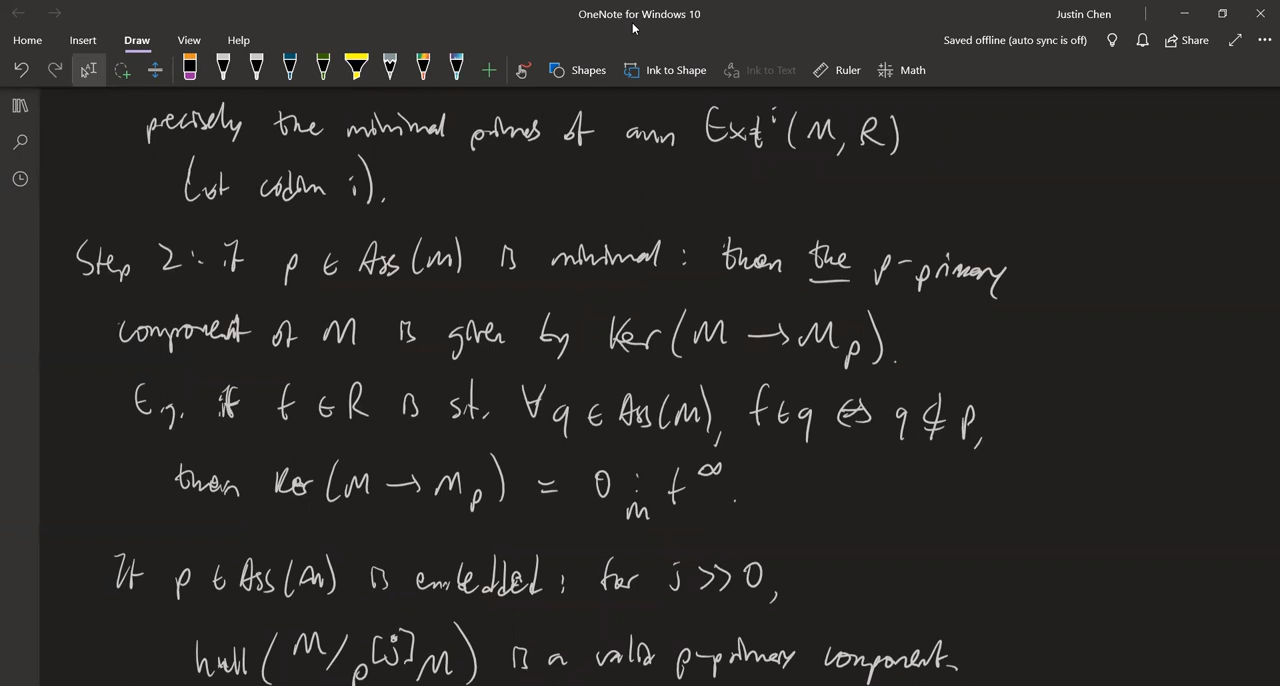 OneNote for Windows 10
Justin Chen
Home Insert Draw View Help
Saved offline (auto sync is off) Share
Shapes Ink to Shape Ink to Text Ruler Math
precisely the minimal primes of ann Ext^i(M, R)
(of codim i).
Step 2: if p ∈ Ass(M) is minimal: then the p-primary
component of M is given by ker(M → M_p).
E.g. if f ∈ R is st. ∀q ∈ Ass(M), f ∈ q ⇔ q ⊄ p,
then ker(M → M_p) = 0 :_M f^∞.
If p ∈ Ass(M) is embedded: for j >> 0,
hull(M/p^[j]M) is a valid p-primary component.